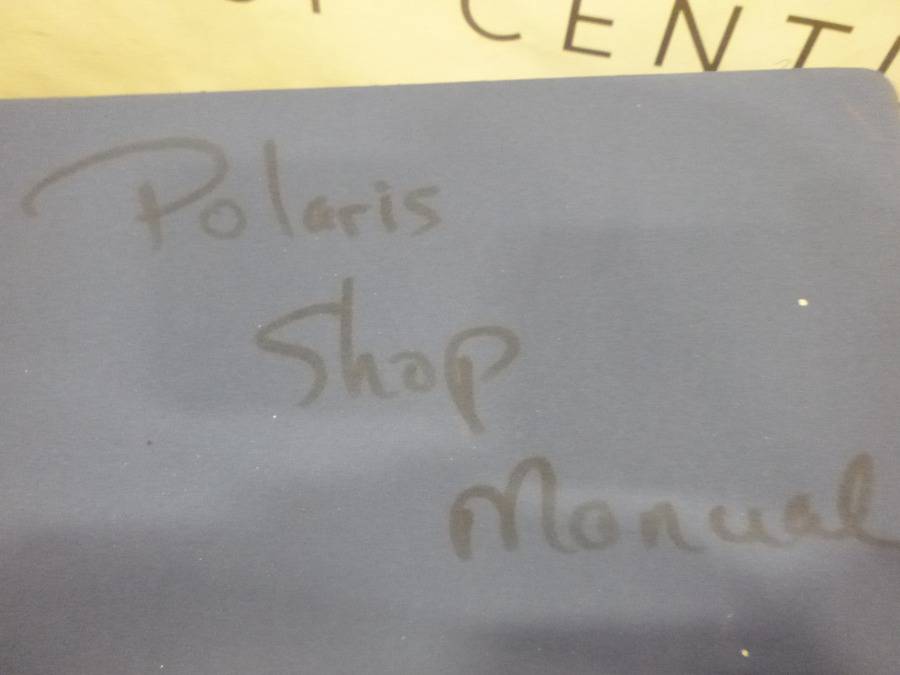 CENT
Polaris
Shop
Manual